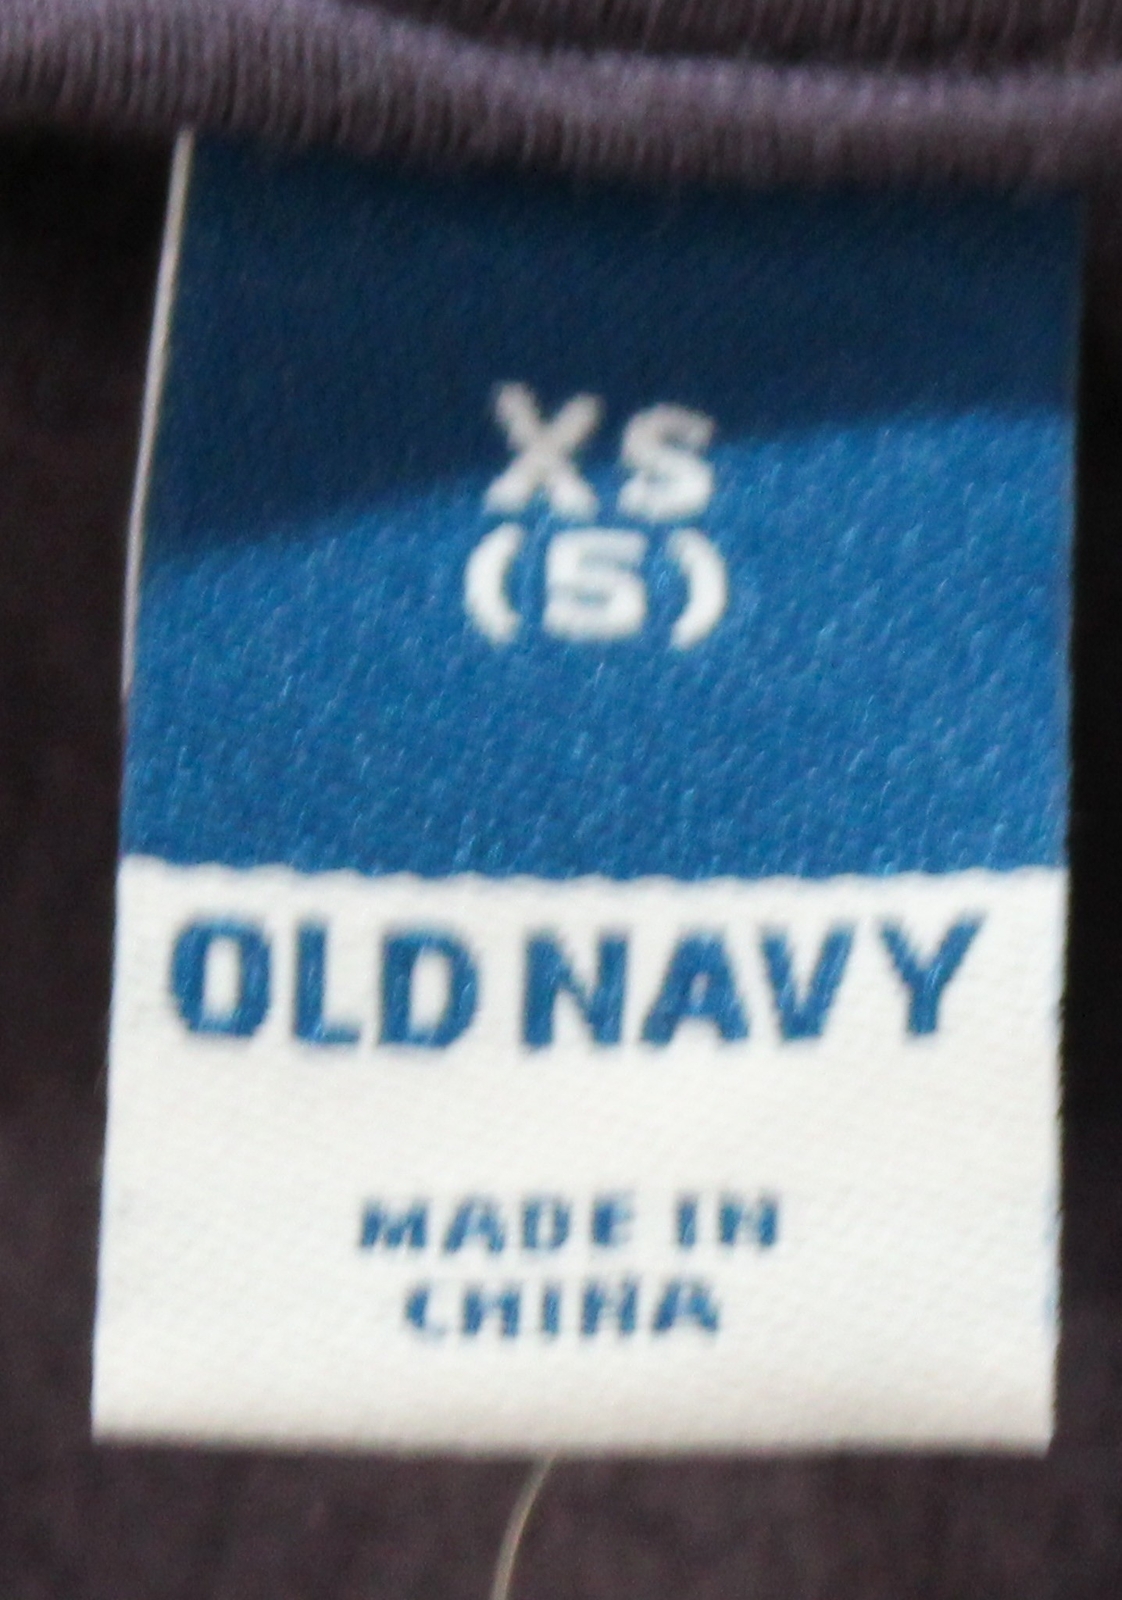 XS
(5)
OLD NAVY
MADE IN
CHINA